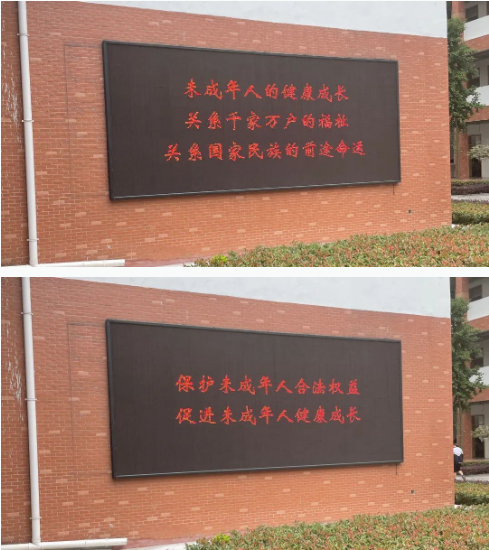 未成年人的健康成长
关系千家万户的福祉
关系国家民族的前途命运
保护未成年人合法权益
促进未成年人健康成长